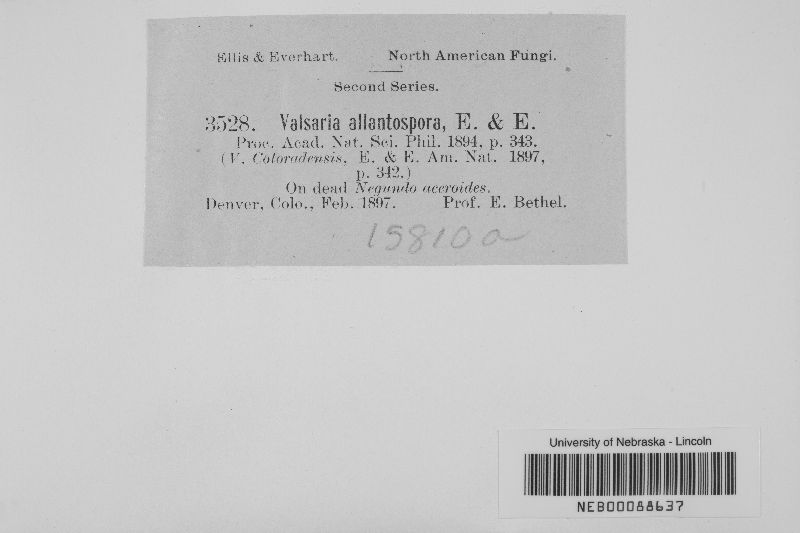 Ellis & Everhart. North American Fungi.
Second Series.
3528. Valsaria allantospora, E. & E.
Proc. Acad. Nat. Sci. Phil. 1894, p. 343.
(V. Coloradensis, E. & E. Am. Nat. 1897,
p. 342.)
On dead Negundo aceroides.
Denver, Colo., Feb. 1897. Prof. E. Bethel.
15810a
University of Nebraska - Lincoln
NEB00088637